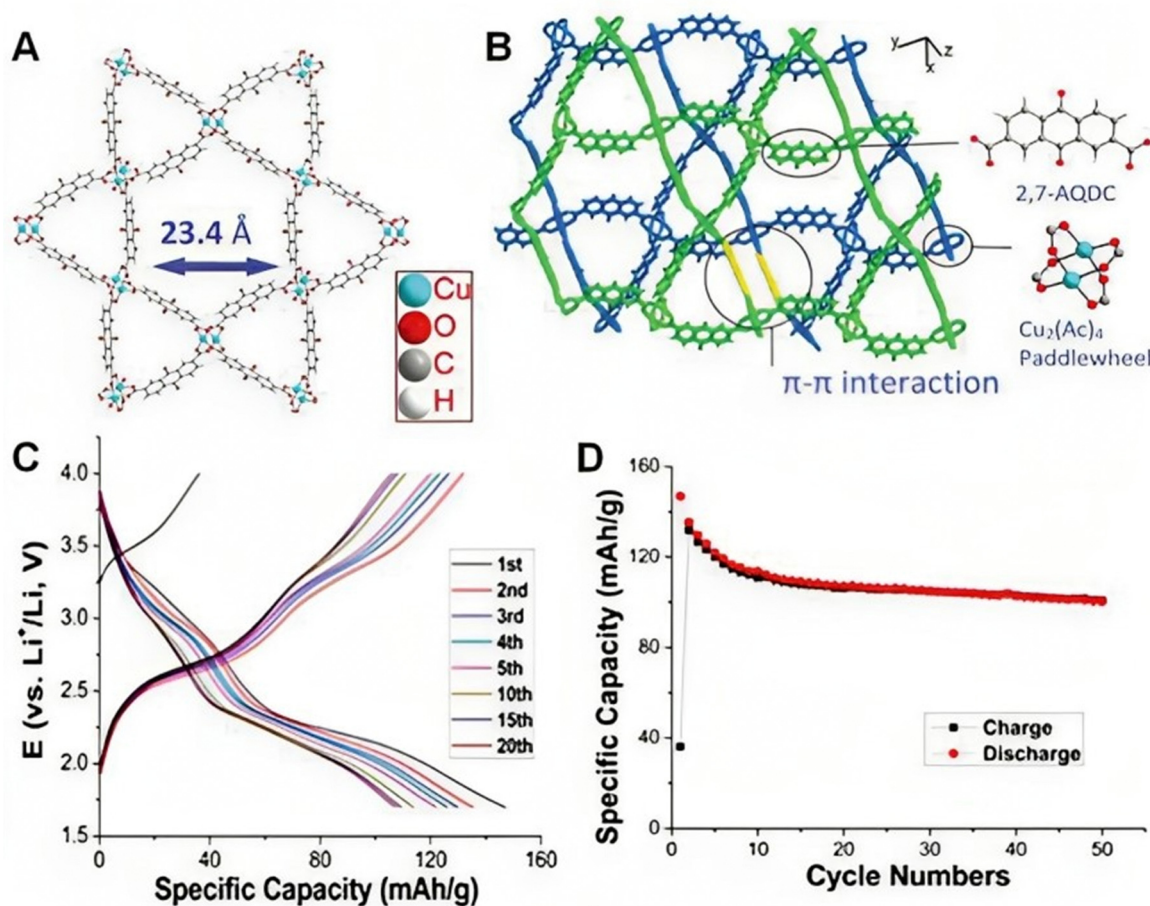 A
23.4 Å
Cu
O
C
H
B
y
z
x
2,7-AQDC
Cu₂(Ac)₄
Paddlewheel
π-π interaction
C
E (vs. Li⁺/Li, V)
4.0
3.5
3.0
2.5
2.0
1.5
0
40
80
120
160
Specific Capacity (mAh/g)
1st
2nd
3rd
4th
5th
10th
15th
20th
D
Specific Capacity (mAh/g)
160
120
80
40
0
0
10
20
30
40
50
Cycle Numbers
Charge
Discharge